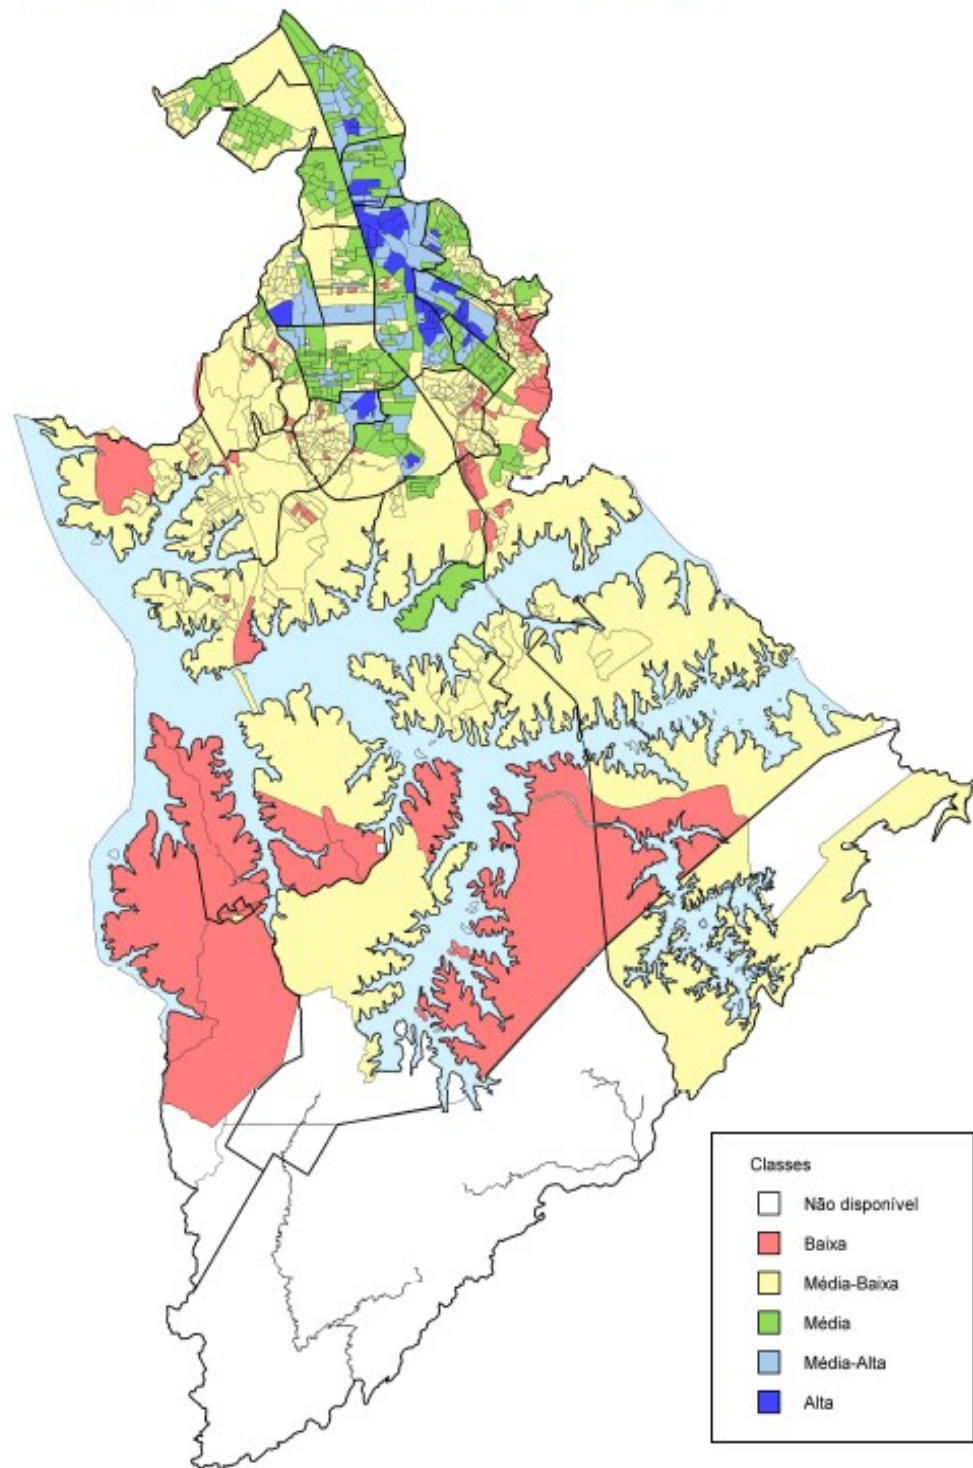 Classes
Não disponível
Baixa
Média-Baixa
Média
Média-Alta
Alta